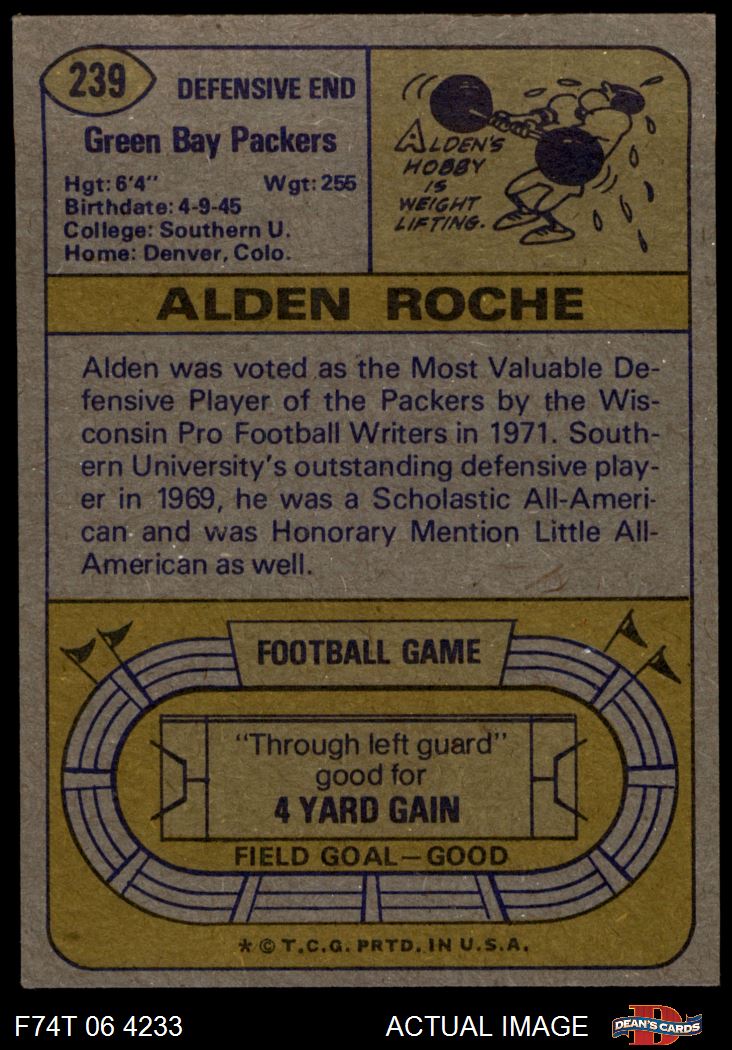 239
DEFENSIVE END
Green Bay Packers
Hgt: 6'4" Wgt: 255
Birthdate: 4-9-45
College: Southern U.
Home: Denver, Colo.
ALDEN'S
HOBBY
IS
WEIGHT
LIFTING.
ALDEN ROCHE
Alden was voted as the Most Valuable De-
fensive Player of the Packers by the Wis-
consin Pro Football Writers in 1971. South-
ern University's outstanding defensive play-
er in 1969, he was a Scholastic All-Ameri-
can and was Honorary Mention Little All-
American as well.
FOOTBALL GAME
"Through left guard"
good for
4 YARD GAIN
FIELD GOAL—GOOD
* © T.C.G. PRTD. IN U.S.A.
F74T 06 4233 ACTUAL IMAGE
D
DEAN'S CARDS